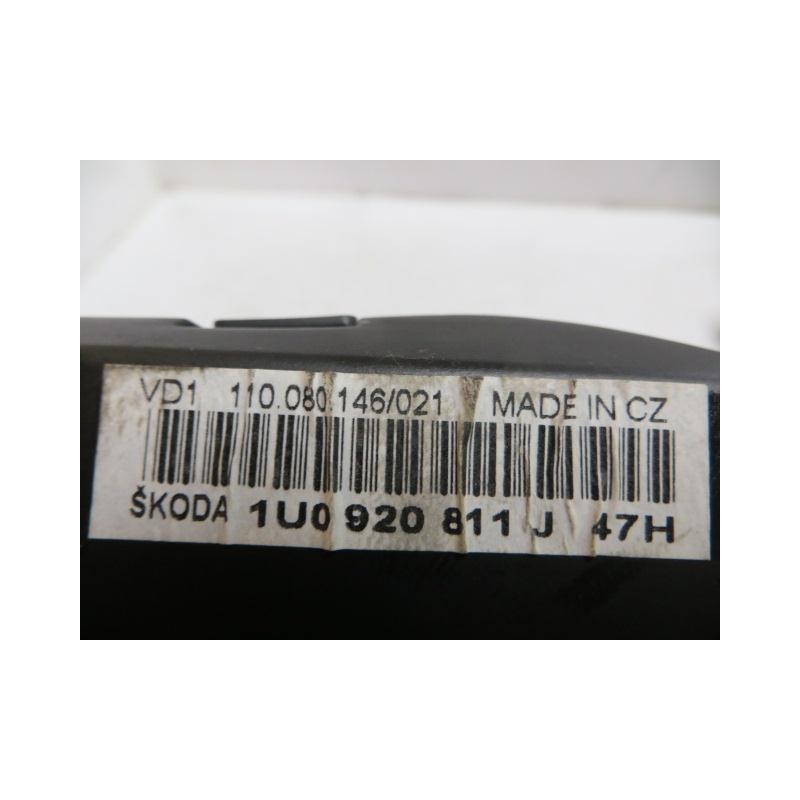 VD1 110.080.146/021 MADE IN CZ
ŠKODA 1U0 920 811 J 47H